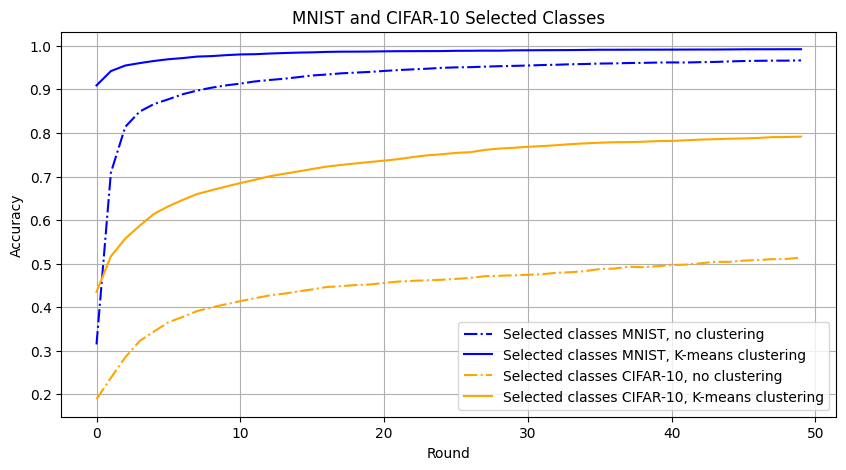 MNIST and CIFAR-10 Selected Classes
1.0
0.9
0.8
0.7
0.6
0.5
0.4
0.3
0.2
Accuracy
Selected classes MNIST, no clustering
Selected classes MNIST, K-means clustering
Selected classes CIFAR-10, no clustering
Selected classes CIFAR-10, K-means clustering
0 10 20 30 40 50
Round